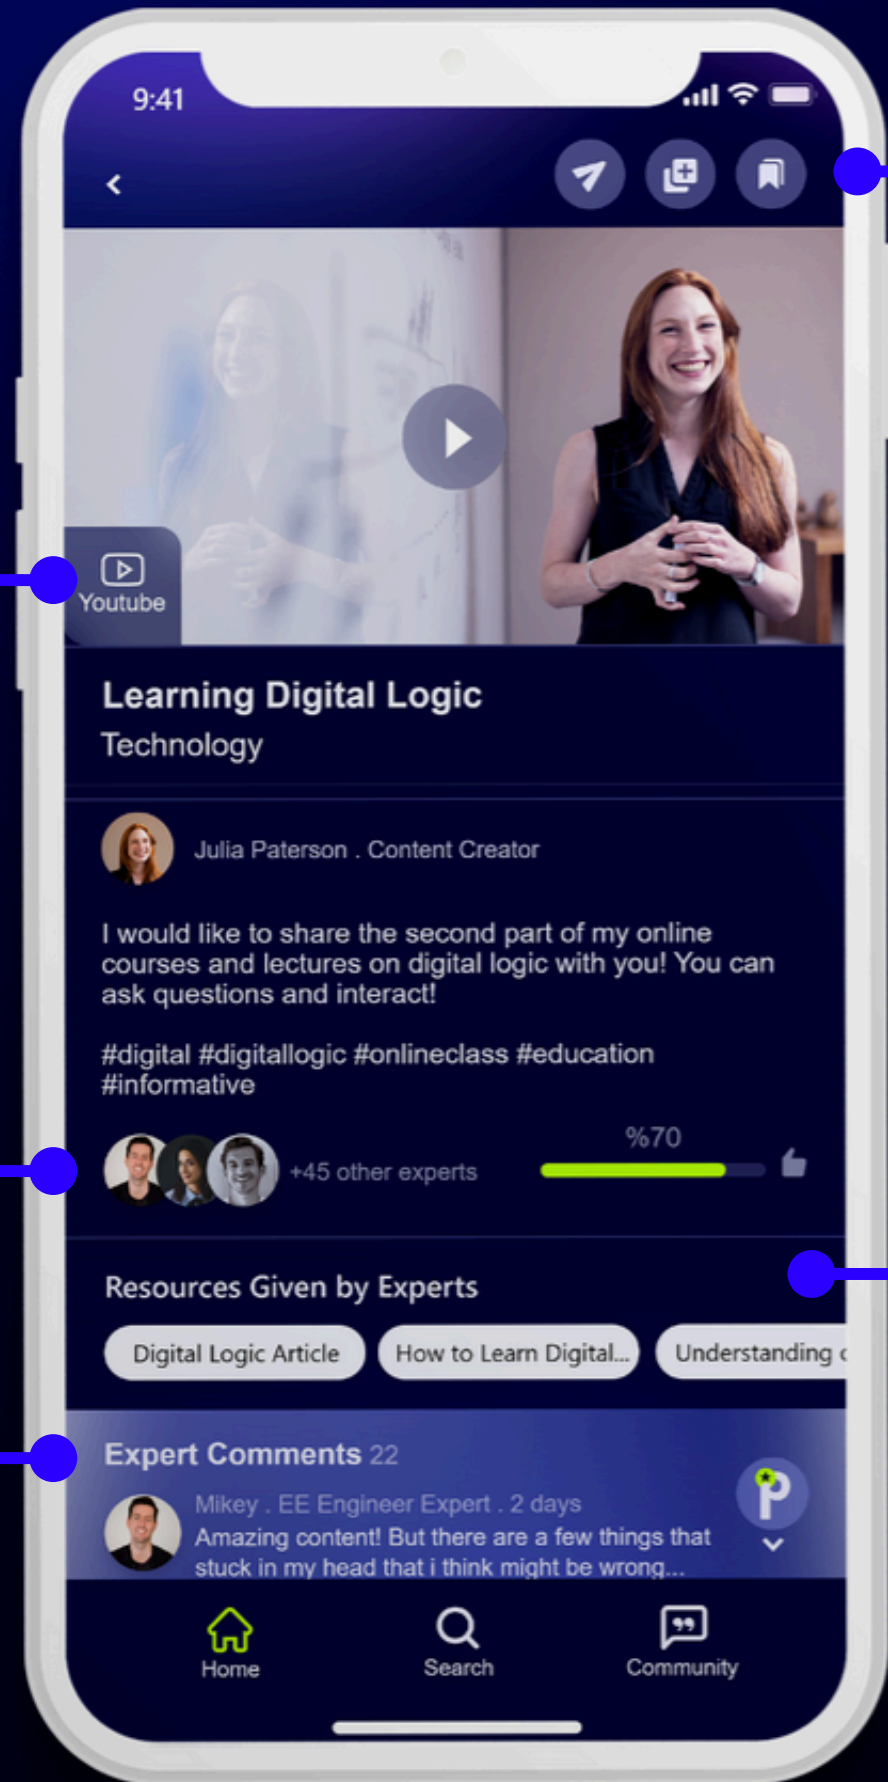 9:41
Youtube
Learning Digital Logic
Technology
Julia Paterson . Content Creator
I would like to share the second part of my online
courses and lectures on digital logic with you! You can
ask questions and interact!
#digital #digitallogic #onlineclass #education
#informative
+45 other experts
%70
Resources Given by Experts
Digital Logic Article
How to Learn Digital...
Understanding
Expert Comments 22
Mikey . EE Engineer Expert . 2 days
Amazing content! But there are a few things that
stuck in my head that i think might be wrong...
P
Home
Search
Community